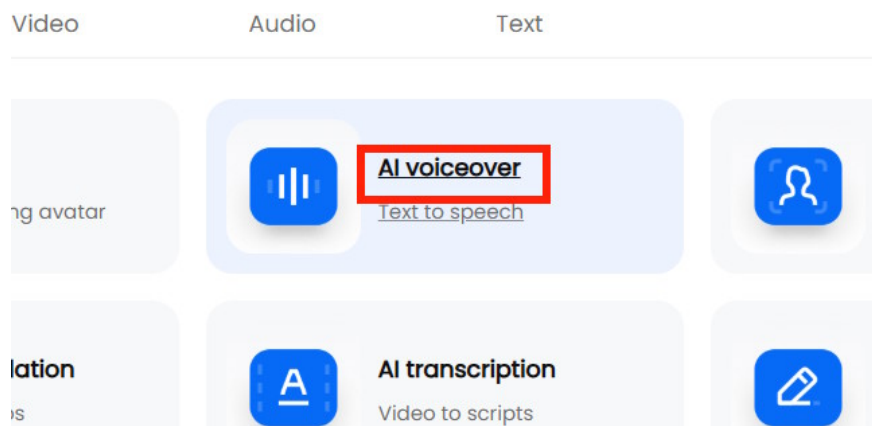 Video Audio Text
AI voiceover
ng avatar Text to speech
lation AI transcription
Video to scripts